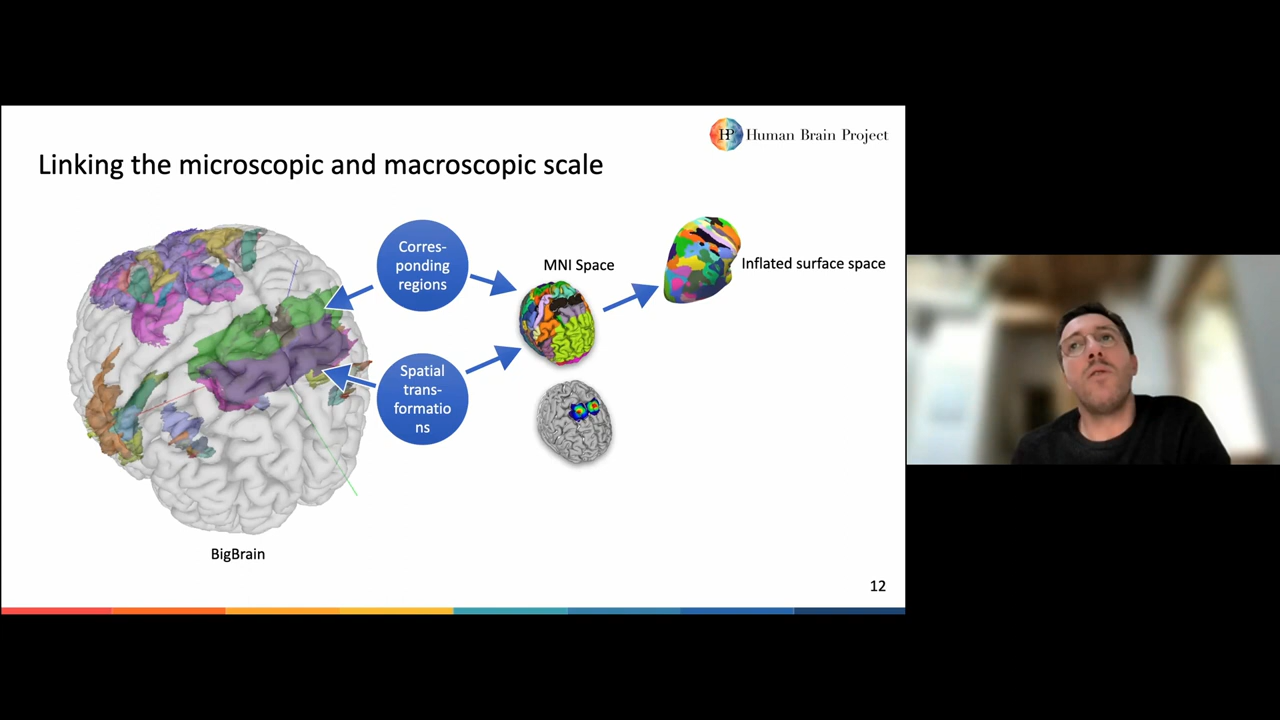 HP Human Brain Project
Linking the microscopic and macroscopic scale
Corres-
ponding
regions
MNI Space
Inflated surface space
Spatial
trans-
formatio
ns
BigBrain
12